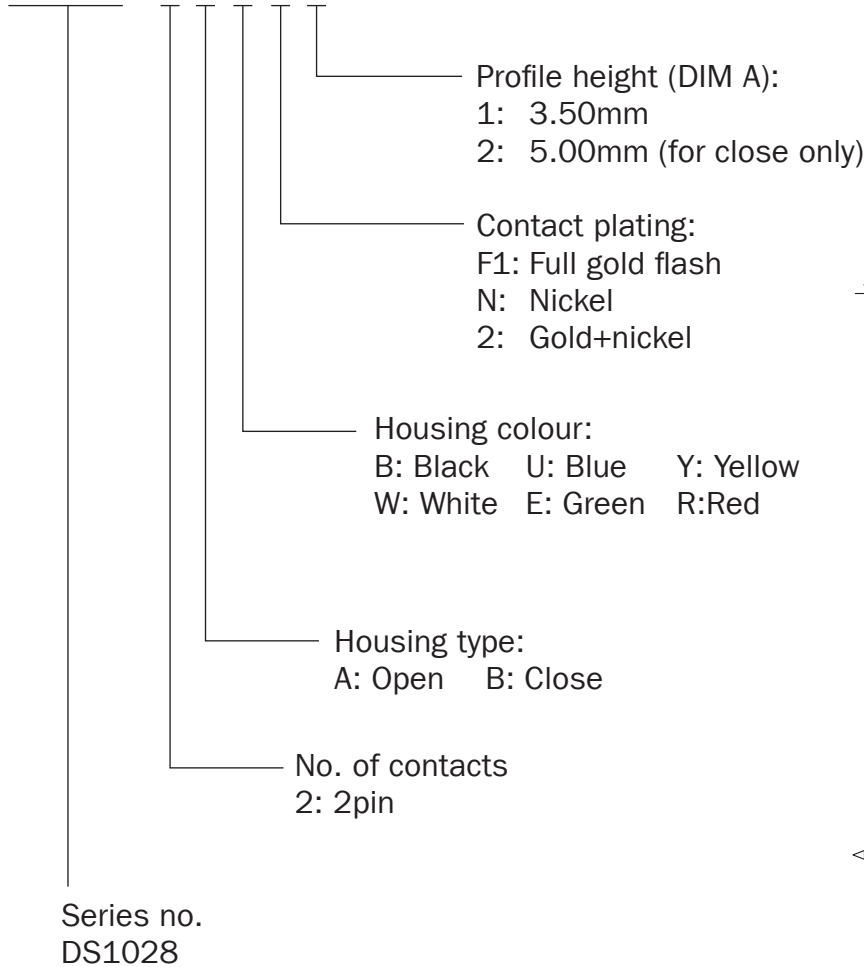 Profile height (DIM A):
1: 3.50mm
2: 5.00mm (for close only)
Contact plating:
F1: Full gold flash
N: Nickel
2: Gold+nickel
Housing colour:
B: Black U: Blue Y: Yellow
W: White E: Green R:Red
Housing type:
A: Open B: Close
No. of contacts
2: 2pin
Series no.
DS1028